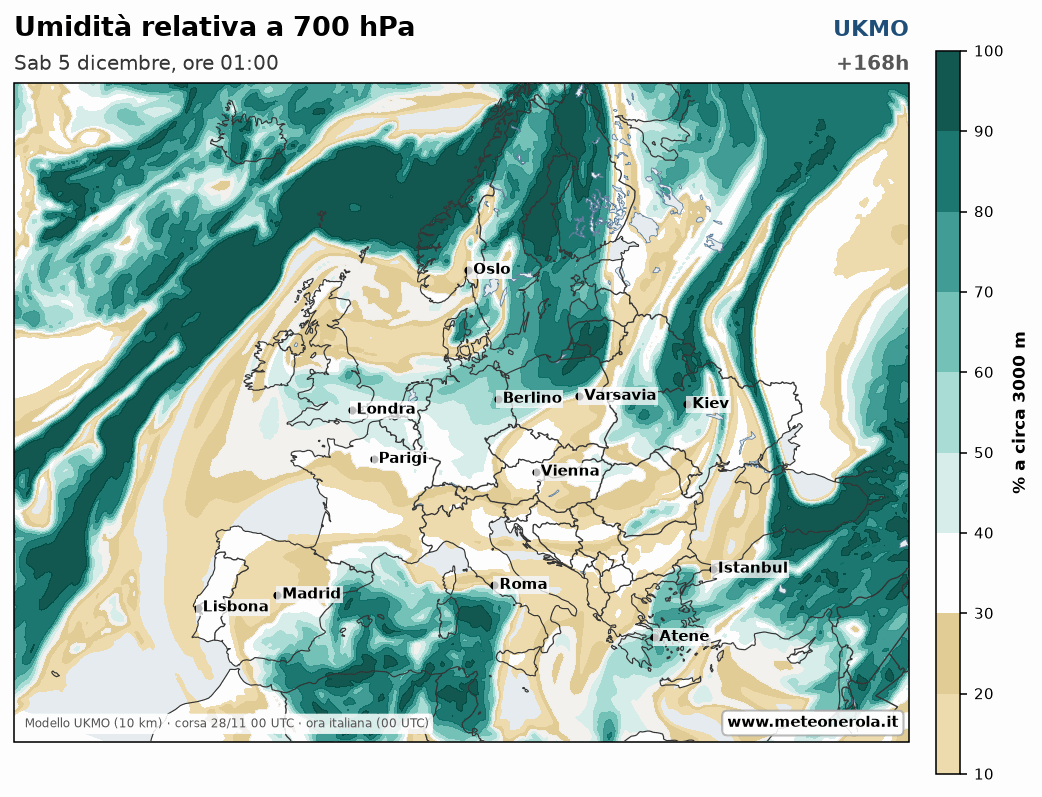 Umidità relativa a 700 hPa
UKMO
Sab 5 dicembre, ore 01:00
+168h
100
90
80
70
60
50
40
30
20
10
% a circa 3000 m
Oslo
Berlino
Varsavia
Kiev
Londra
Parigi
Vienna
Istanbul
Roma
Madrid
Lisbona
Atene
Modello UKMO (10 km) · corsa 28/11 00 UTC · ora italiana (00 UTC)
www.meteonerola.it